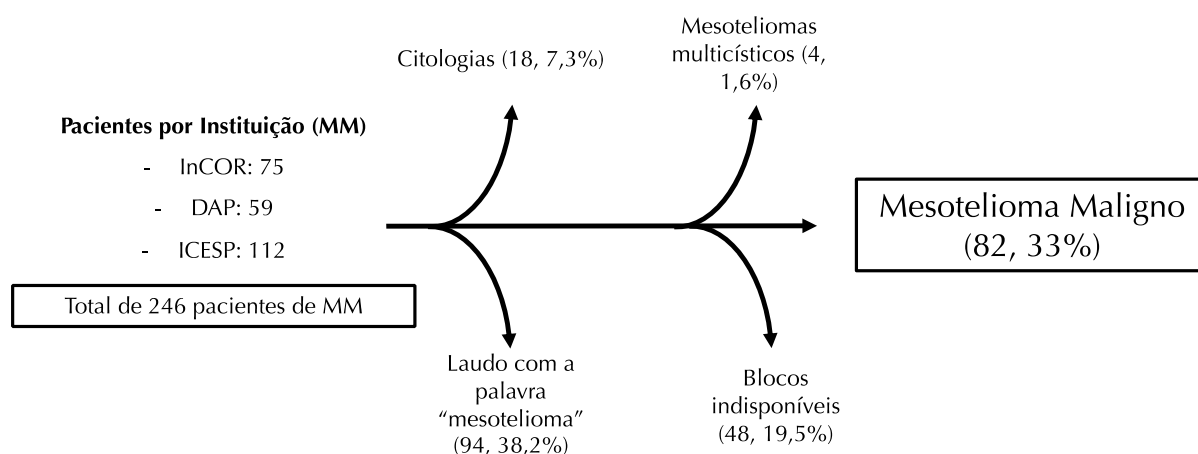 Pacientes por Instituição (MM)
- InCOR: 75
- DAP: 59
- ICESP: 112
Total de 246 pacientes de MM
Citologias (18, 7,3%)
Laudo com a
palavra
“mesotelioma”
(94, 38,2%)
Mesoteliomas
multicísticos (4,
1,6%)
Blocos
indisponíveis
(48, 19,5%)
Mesotelioma Maligno
(82, 33%)